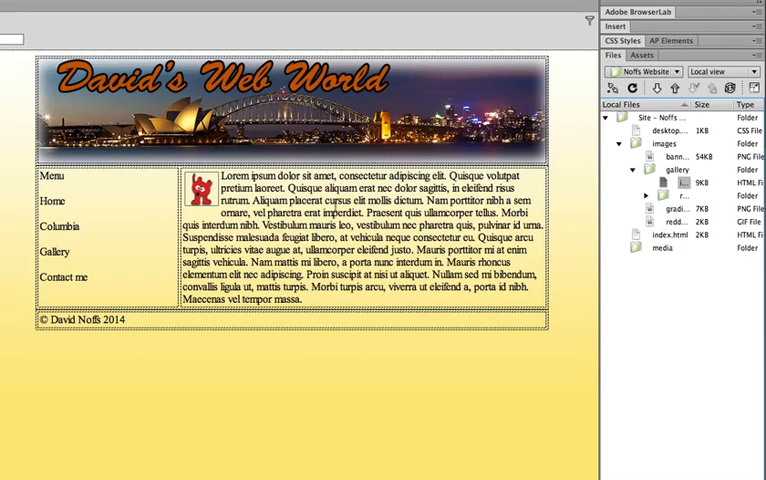 Adobe BrowserLab
Insert
CSS Styles AP Elements
Files Assets
Noffs Website Local view
Local Files Size Type
Site - Noffs ... Folder
desktop.... 1KB CSS File
images Folder
bann... 54KB PNG File
gallery Folder
i... 9KB HTML Fi
r... Folder
gradi... 7KB PNG File
redd... 2KB GIF File
index.html 2KB HTML Fi
media Folder
David's Web World
Menu
Home
Columbia
Gallery
Contact me
Lorem ipsum dolor sit amet, consectetur adipiscing elit. Quisque volutpat
pretium laoreet. Quisque aliquam erat nec dolor sagittis, in eleifend risus
rutrum. Aliquam placerat cursus elit mollis dictum. Nam porttitor nibh a sem
ornare, vel pharetra erat imperdiet. Praesent quis ullamcorper tellus. Morbi
quis interdum nibh. Vestibulum mauris leo, vestibulum nec pharetra quis, pulvinar id urna.
Suspendisse malesuada feugiat libero, at vehicula neque consectetur eu. Quisque arcu
turpis, ultricies vitae augue at, ullamcorper eleifend justo. Mauris porttitor mi at enim
sagittis vehicula. Nam mattis mi libero, a porta nunc interdum in. Mauris rhoncus
elementum elit nec adipiscing. Proin suscipit at nisi ut aliquet. Nullam sed mi bibendum,
convallis ligula ut, mattis turpis. Morbi turpis arcu, viverra ut eleifend a, porta id nibh.
Maecenas vel tempor massa.
© David Noffs 2014